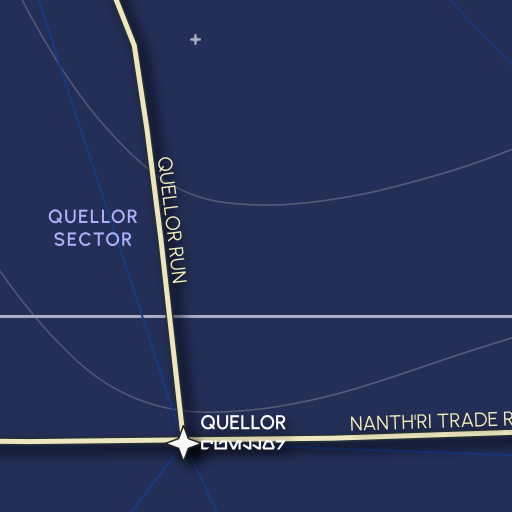 QUELLOR RUN
QUELLOR
SECTOR
QUELLOR
NANTH'RI TRADE R